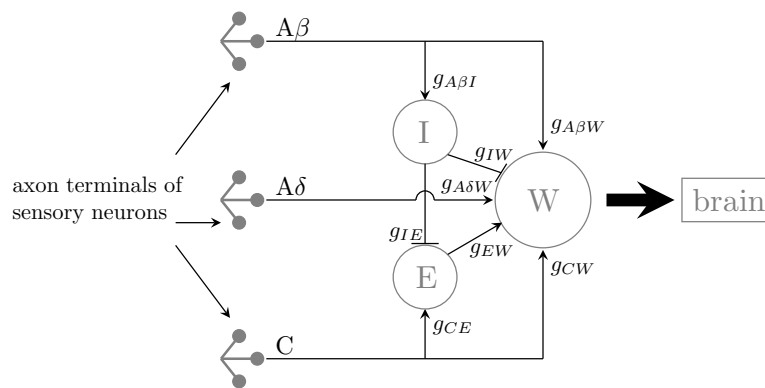 Aβ
g_{AβI}
g_{AβW}
I
g_{IW}
axon terminals of
sensory neurons
Aδ
g_{AδW}
W
brain
g_{IE}
g_{EW}
E
g_{CW}
g_{CE}
C